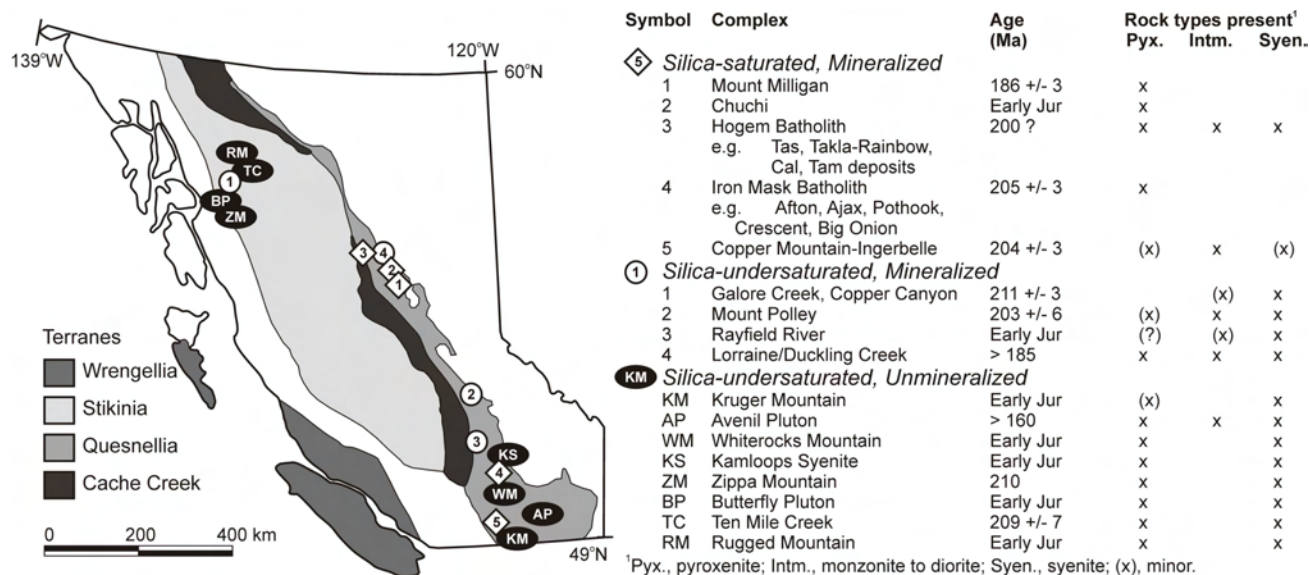 139°W
120°W
60°N
RM
TC
1
BP
ZM
3
4
2
1
2
3
KS
4
WM
AP
5
KM
49°N
Terranes
Wrengellia
Stikinia
Quesnellia
Cache Creek
0 200 400 km
Symbol Complex Age Rock types present¹
(Ma) Pyx. Intm. Syen.
5 Silica-saturated, Mineralized
1 Mount Milligan 186 +/- 3 x
2 Chuchi Early Jur x
3 Hogem Batholith 200 ? x x x
e.g. Tas, Takla-Rainbow,
Cal, Tam deposits
4 Iron Mask Batholith 205 +/- 3 x
e.g. Afton, Ajax, Pothook,
Crescent, Big Onion
5 Copper Mountain-Ingerbelle 204 +/- 3 (x) x (x)
1 Silica-undersaturated, Mineralized
1 Galore Creek, Copper Canyon 211 +/- 3 (x) x
2 Mount Polley 203 +/- 6 (x) x x
3 Rayfield River Early Jur (?) (x) x
4 Lorraine/Duckling Creek > 185 x x x
KM Silica-undersaturated, Unmineralized
KM Kruger Mountain Early Jur (x) x
AP Avenil Pluton > 160 x x x
WM Whiterocks Mountain Early Jur x x
KS Kamloops Syenite Early Jur x x
ZM Zippa Mountain 210 x x
BP Butterfly Pluton Early Jur x x
TC Ten Mile Creek 209 +/- 7 x x
RM Rugged Mountain Early Jur x x
¹Pyx., pyroxenite; Intm., monzonite to diorite; Syen., syenite; (x), minor.